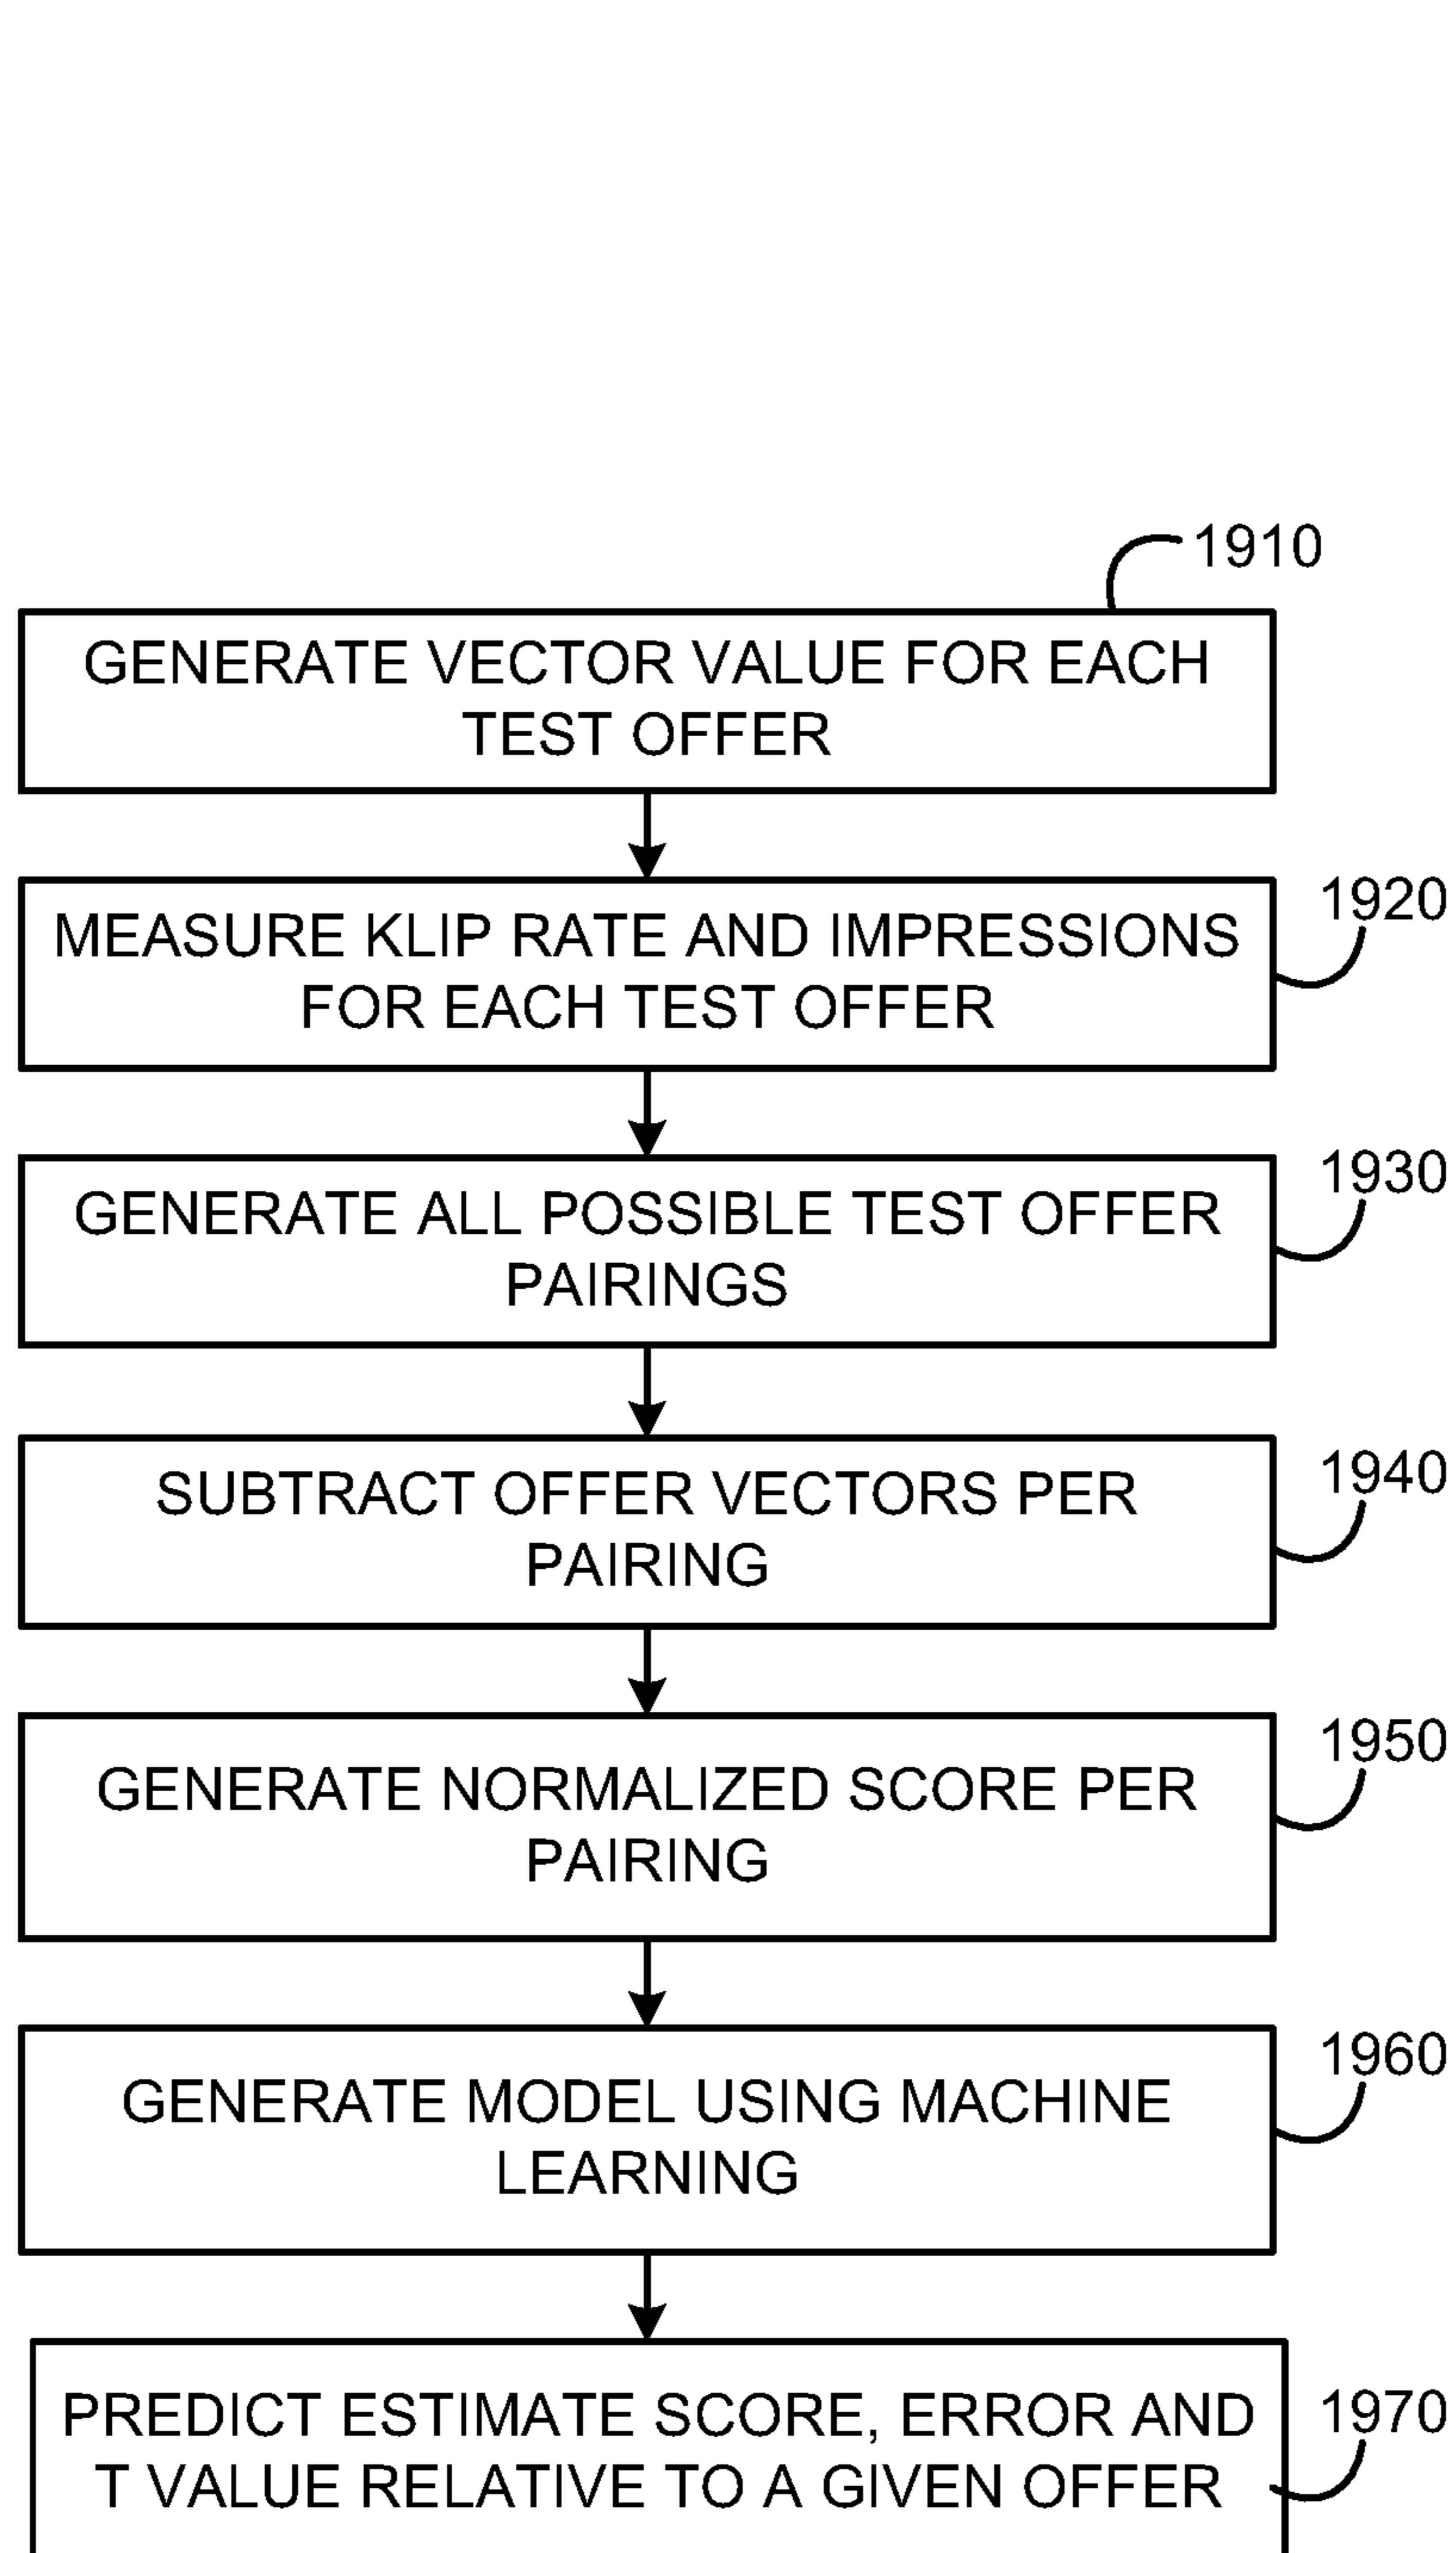 1910
GENERATE VECTOR VALUE FOR EACH
TEST OFFER
1920
MEASURE KLIP RATE AND IMPRESSIONS
FOR EACH TEST OFFER
1930
GENERATE ALL POSSIBLE TEST OFFER
PAIRINGS
1940
SUBTRACT OFFER VECTORS PER
PAIRING
1950
GENERATE NORMALIZED SCORE PER
PAIRING
1960
GENERATE MODEL USING MACHINE
LEARNING
1970
PREDICT ESTIMATE SCORE, ERROR AND
T VALUE RELATIVE TO A GIVEN OFFER